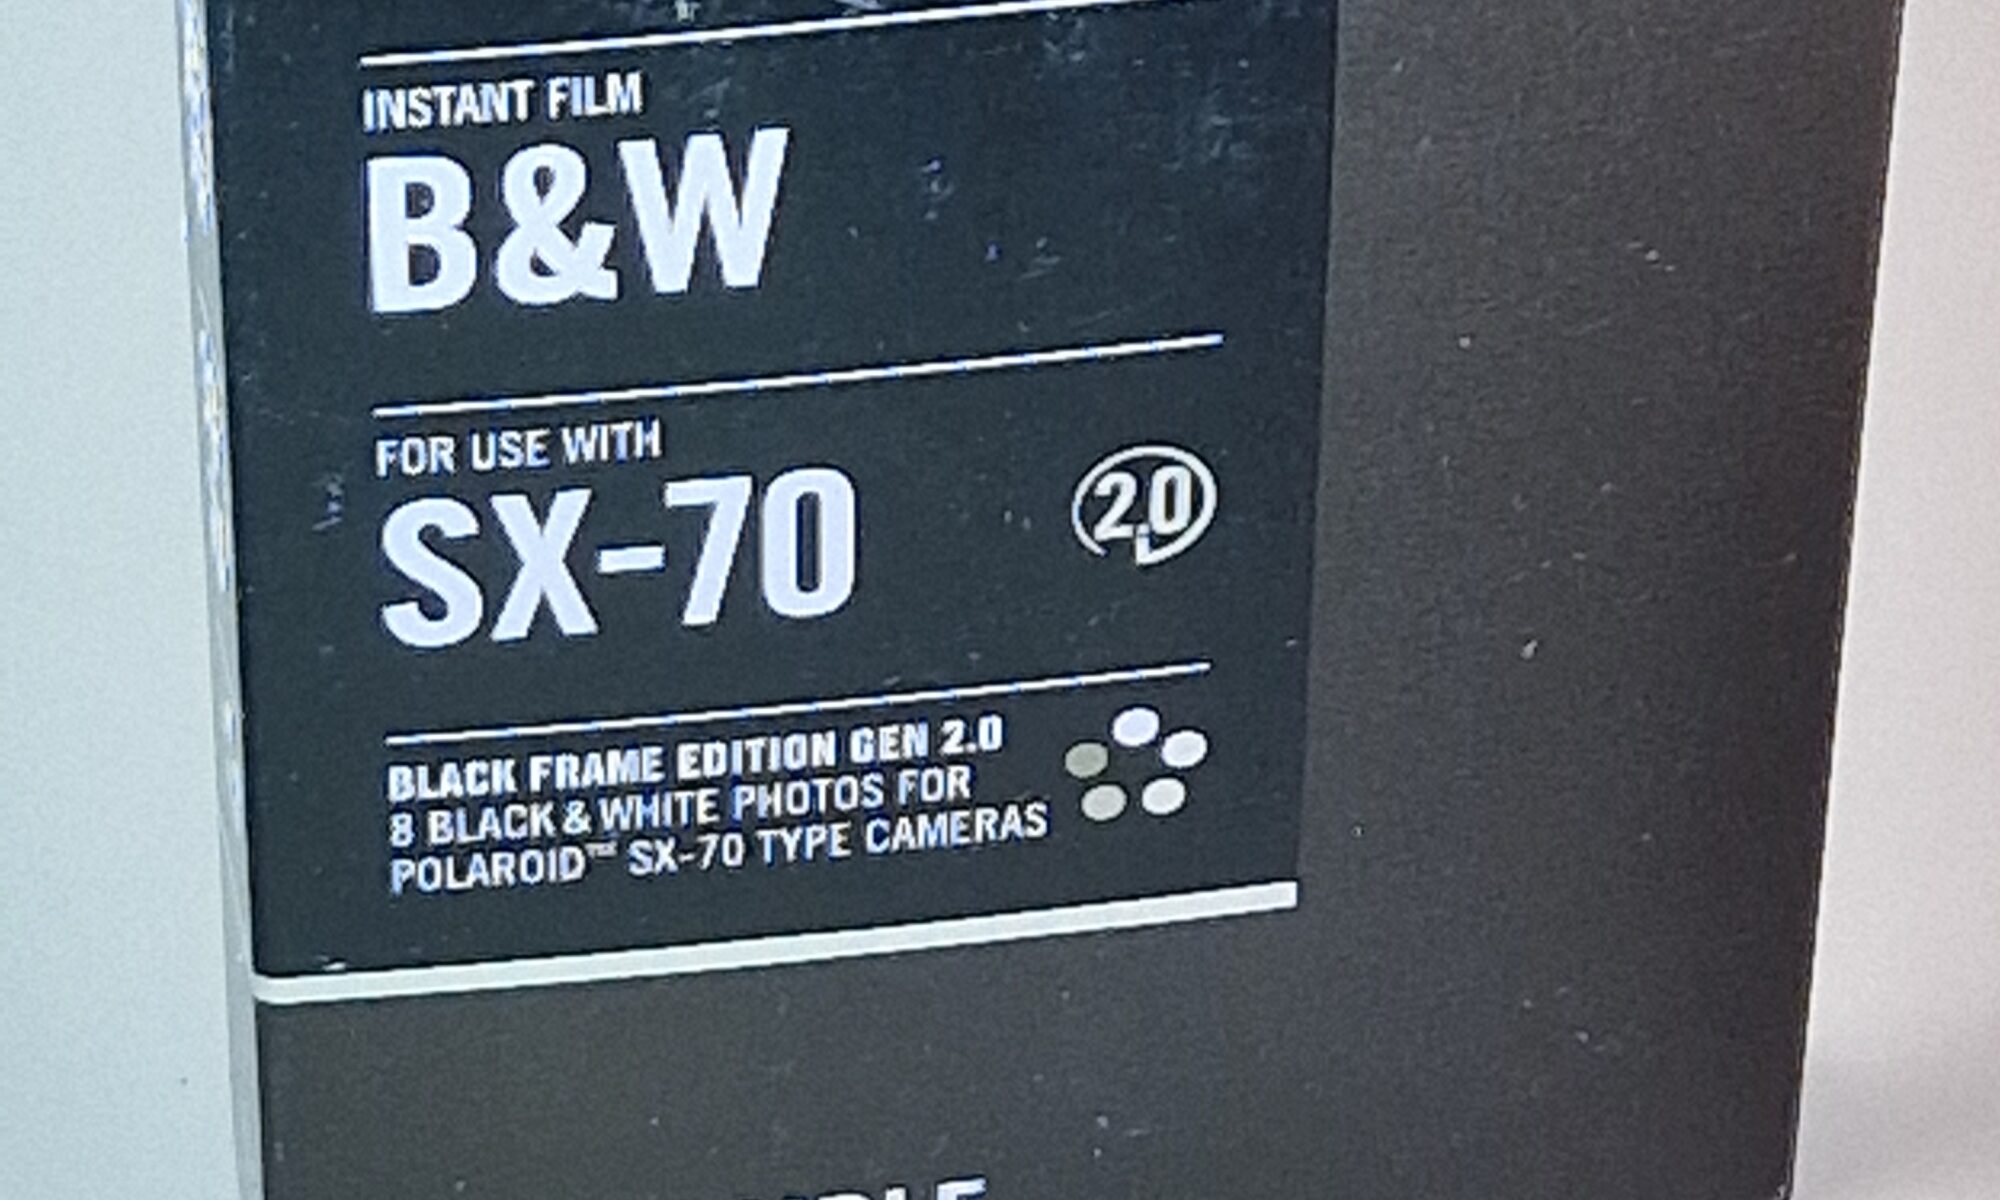 INSTANT FILM
B&W
FOR USE WITH
SX-70
2.0
BLACK FRAME EDITION GEN 2.0
8 BLACK & WHITE PHOTOS FOR
POLAROID™ SX-70 TYPE CAMERAS